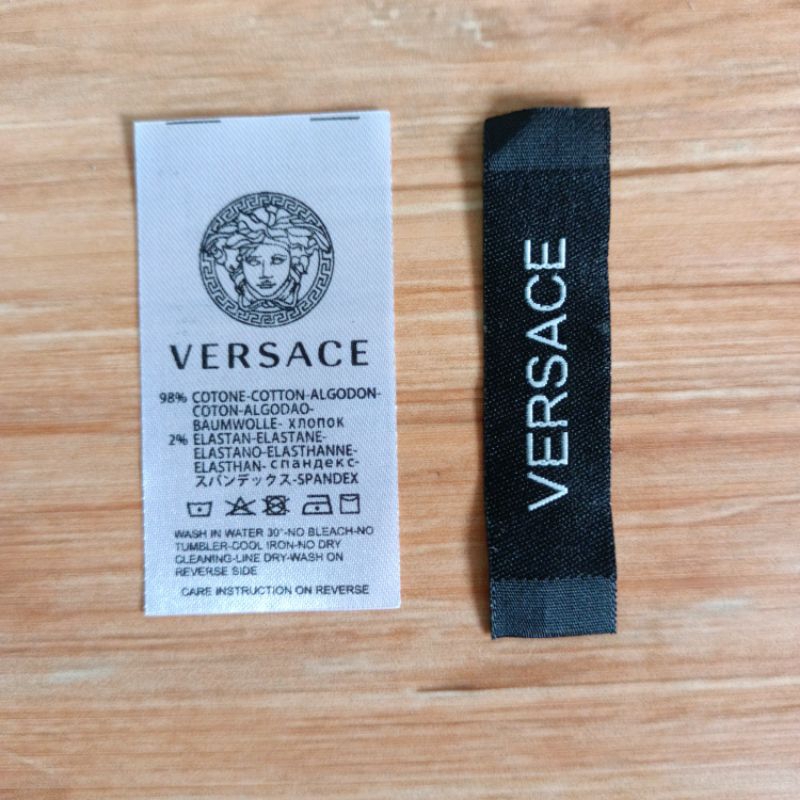 VERSACE
98% COTONE-COTTON-ALGODON-
COTON-ALGODAO-
BAUMWOLLE- хлопок
2% ELASTAN-ELASTANE-
ELASTANO-ELASTHANNE-
ELASTHAN- спандекс-
スパンデックス-SPANDEX
WASH IN WATER 30°-NO BLEACH-NO
TUMBLER-COOL IRON-NO DRY
CLEANING-LINE DRY-WASH ON
REVERSE SIDE
CARE INSTRUCTION ON REVERSE
VERSACE